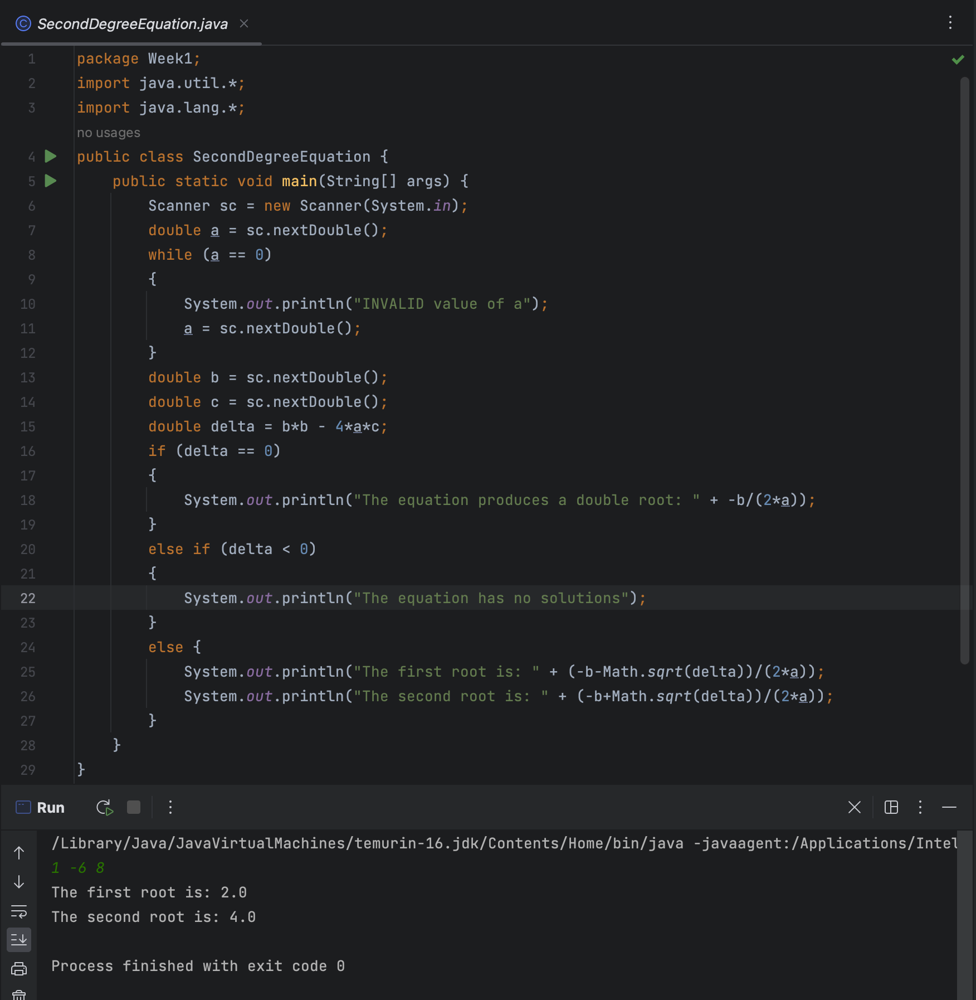 SecondDegreeEquation.java
1 package Week1;
2 import java.util.*;
3 import java.lang.*;
no usages
4 public class SecondDegreeEquation {
5     public static void main(String[] args) {
6         Scanner sc = new Scanner(System.in);
7         double a = sc.nextDouble();
8         while (a == 0)
9         {
10             System.out.println("INVALID value of a");
11             a = sc.nextDouble();
12         }
13         double b = sc.nextDouble();
14         double c = sc.nextDouble();
15         double delta = b*b - 4*a*c;
16         if (delta == 0)
17         {
18             System.out.println("The equation produces a double root: " + -b/(2*a));
19         }
20         else if (delta < 0)
21         {
22             System.out.println("The equation has no solutions");
23         }
24         else {
25             System.out.println("The first root is: " + (-b-Math.sqrt(delta))/(2*a));
26             System.out.println("The second root is: " + (-b+Math.sqrt(delta))/(2*a));
27         }
28     }
29 }
Run
/Library/Java/JavaVirtualMachines/temurin-16.jdk/Contents/Home/bin/java -javaagent:/Applications/Intel
1 -6 8
The first root is: 2.0
The second root is: 4.0
Process finished with exit code 0